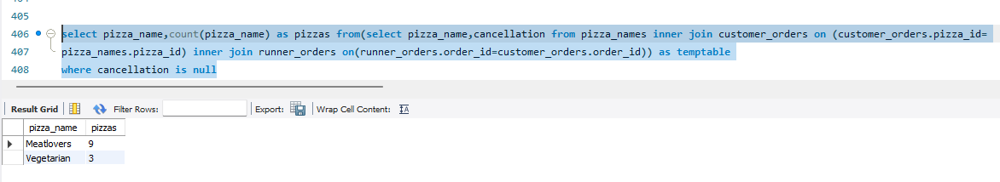 405
406 select pizza_name,count(pizza_name) as pizzas from(select pizza_name,cancellation from pizza_names inner join customer_orders on (customer_orders.pizza_id=
407 pizza_names.pizza_id) inner join runner_orders on(runner_orders.order_id=customer_orders.order_id)) as temptable
408 where cancellation is null
Result Grid Filter Rows: Export: Wrap Cell Content: IA
pizza_name pizzas
Meatlovers 9
Vegetarian 3